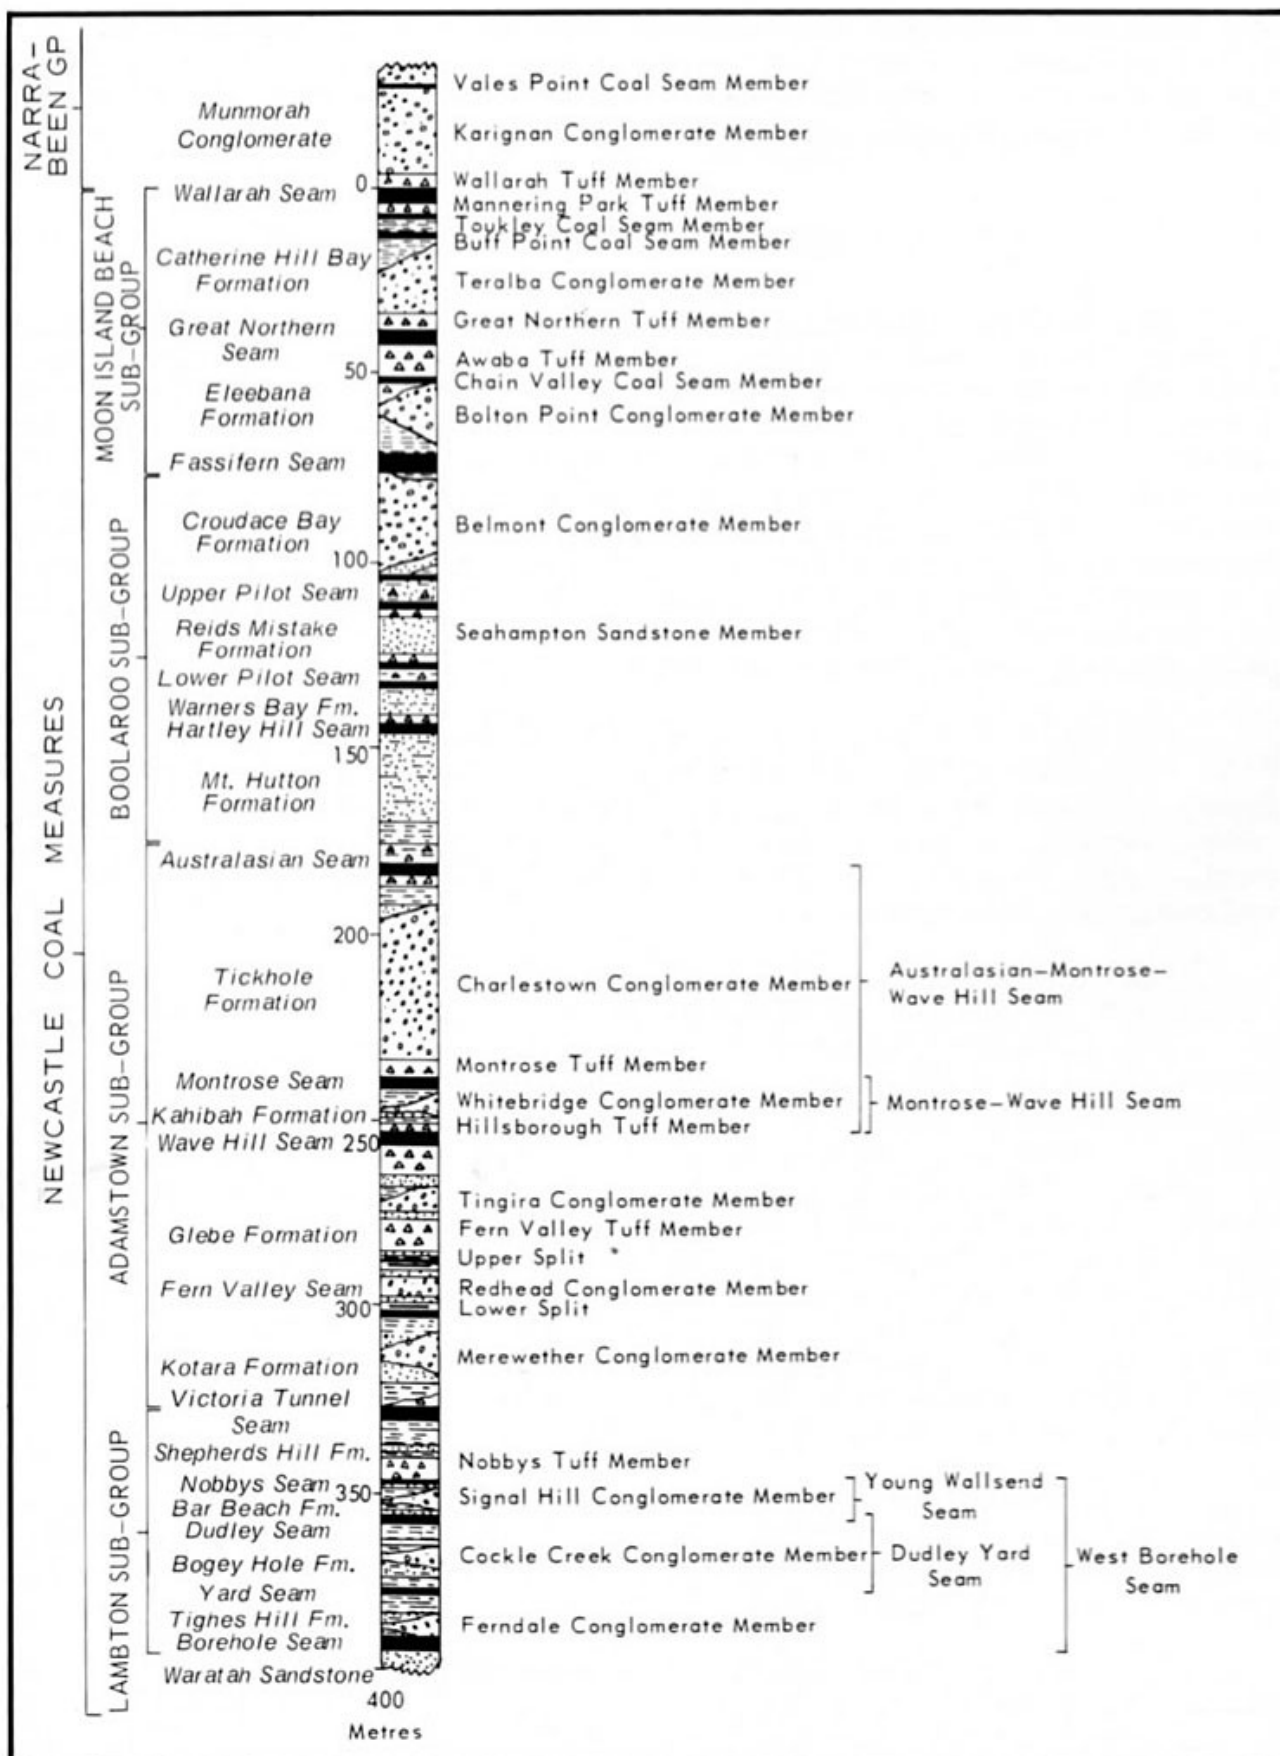 NARRA-
BEEN GP
NEWCASTLE COAL MEASURES
MOON ISLAND BEACH
SUB-GROUP
BOOLAROO SUB-GROUP
ADAMSTOWN SUB-GROUP
LAMBTON SUB-GROUP
Munmorah
Conglomerate
Wallarah Seam
Catherine Hill Bay
Formation
Great Northern
Seam
Eleebana
Formation
Fassifern Seam
Croudace Bay
Formation
Upper Pilot Seam
Reids Mistake
Formation
Lower Pilot Seam
Warners Bay Fm.
Hartley Hill Seam
Mt. Hutton
Formation
Australasian Seam
Tickhole
Formation
Montrose Seam
Kahibah Formation
Wave Hill Seam
Glebe Formation
Fern Valley Seam
Kotara Formation
Victoria Tunnel
Seam
Shepherds Hill Fm.
Nobbys Seam
Bar Beach Fm.
Dudley Seam
Bogey Hole Fm.
Yard Seam
Tighes Hill Fm.
Borehole Seam
Waratah Sandstone
0
50
100
150
200
250
300
350
400
Metres
Vales Point Coal Seam Member
Karignan Conglomerate Member
Wallarah Tuff Member
Mannering Park Tuff Member
Toukley Coal Seam Member
Buff Point Coal Seam Member
Teralba Conglomerate Member
Great Northern Tuff Member
Awaba Tuff Member
Chain Valley Coal Seam Member
Bolton Point Conglomerate Member
Belmont Conglomerate Member
Seahampton Sandstone Member
Charlestown Conglomerate Member
Montrose Tuff Member
Whitebridge Conglomerate Member
Hillsborough Tuff Member
Tingira Conglomerate Member
Fern Valley Tuff Member
Upper Split
Redhead Conglomerate Member
Lower Split
Merewether Conglomerate Member
Nobbys Tuff Member
Signal Hill Conglomerate Member
Cockle Creek Conglomerate Member
Ferndale Conglomerate Member
Australasian-Montrose-
Wave Hill Seam
Montrose-Wave Hill Seam
Young Wallsend
Seam
Dudley Yard
Seam
West Borehole
Seam